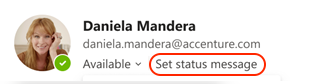 Daniela Mandera
daniela.mandera@accenture.com
Available Set status message